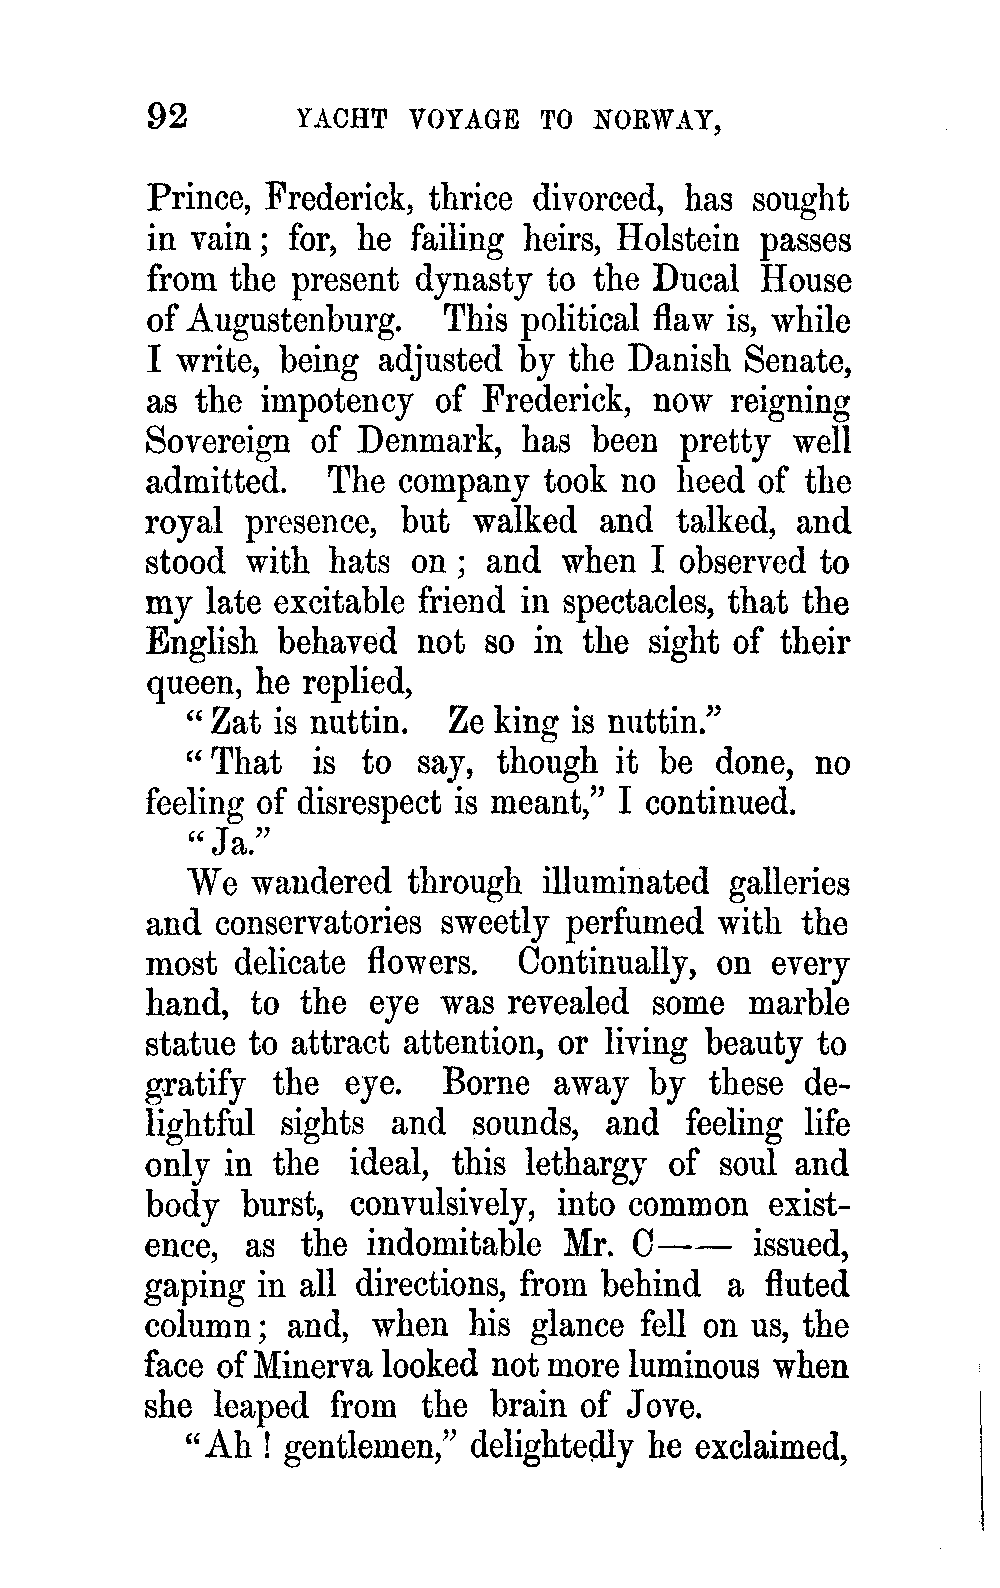 92 YACHT VOYAGE TO NORWAY,
Prince, Frederick, thrice divorced, has sought
in vain; for, he failing heirs, Holstein passes
from the present dynasty to the Ducal House
of Augustenburg. This political flaw is, while
I write, being adjusted by the Danish Senate,
as the impotency of Frederick, now reigning
Sovereign of Denmark, has been pretty well
admitted. The company took no heed of the
royal presence, but walked and talked, and
stood with hats on; and when I observed to
my late excitable friend in spectacles, that the
English behaved not so in the sight of their
queen, he replied,
“Zat is nuttin. Ze king is nuttin.”
“That is to say, though it be done, no
feeling of disrespect is meant,” I continued.
“Ja.”
We wandered through illuminated galleries
and conservatories sweetly perfumed with the
most delicate flowers. Continually, on every
hand, to the eye was revealed some marble
statue to attract attention, or living beauty to
gratify the eye. Borne away by these de-
lightful sights and sounds, and feeling life
only in the ideal, this lethargy of soul and
body burst, convulsively, into common exist-
ence, as the indomitable Mr. C—— issued,
gaping in all directions, from behind a fluted
column; and, when his glance fell on us, the
face of Minerva looked not more luminous when
she leaped from the brain of Jove.
“Ah! gentlemen,” delightedly he exclaimed,